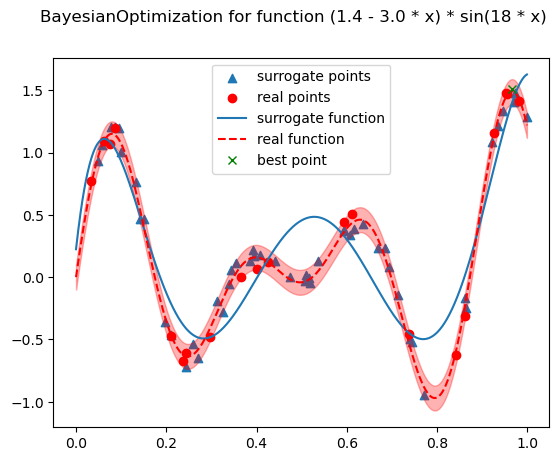 BayesianOptimization for function (1.4 - 3.0 * x) * sin(18 * x)
surrogate points
real points
surrogate function
real function
best point
1.5
1.0
0.5
0.0
−0.5
−1.0
0.0 0.2 0.4 0.6 0.8 1.0